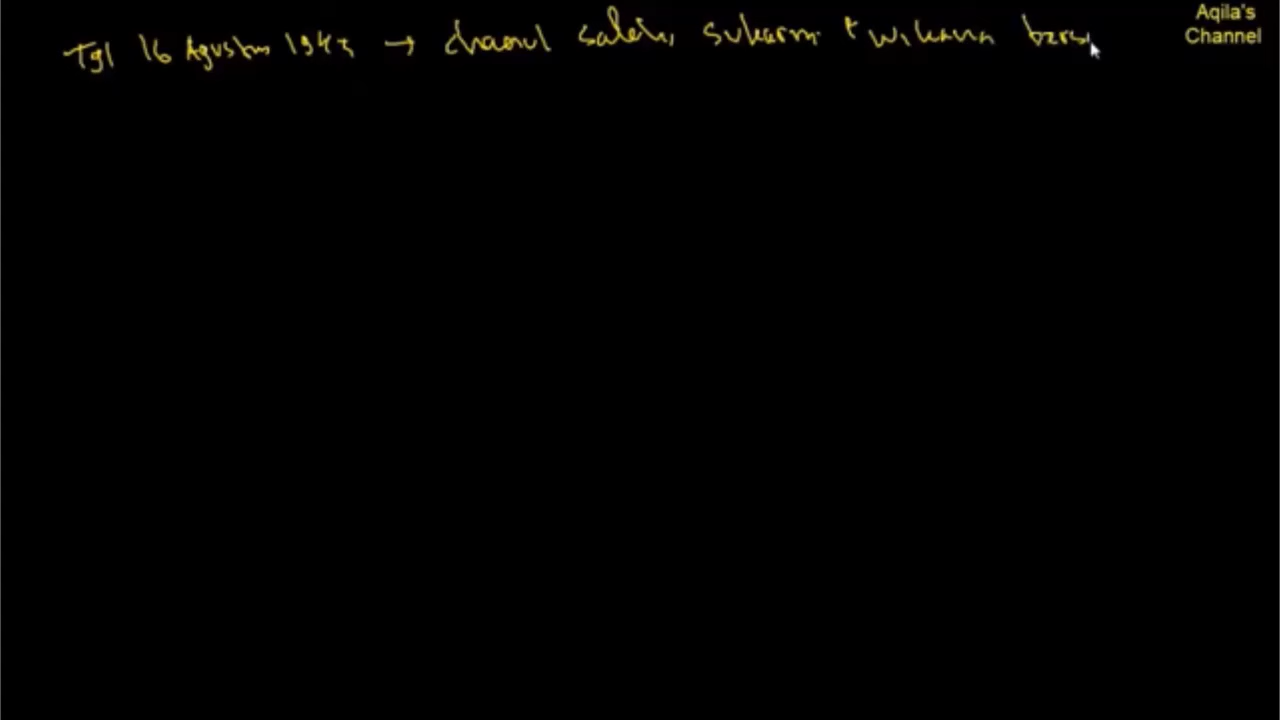 Tgl 16 Agustus 1945 → Chaerul Saleh, Sukarni + Wikana bers
Aqila's
Channel